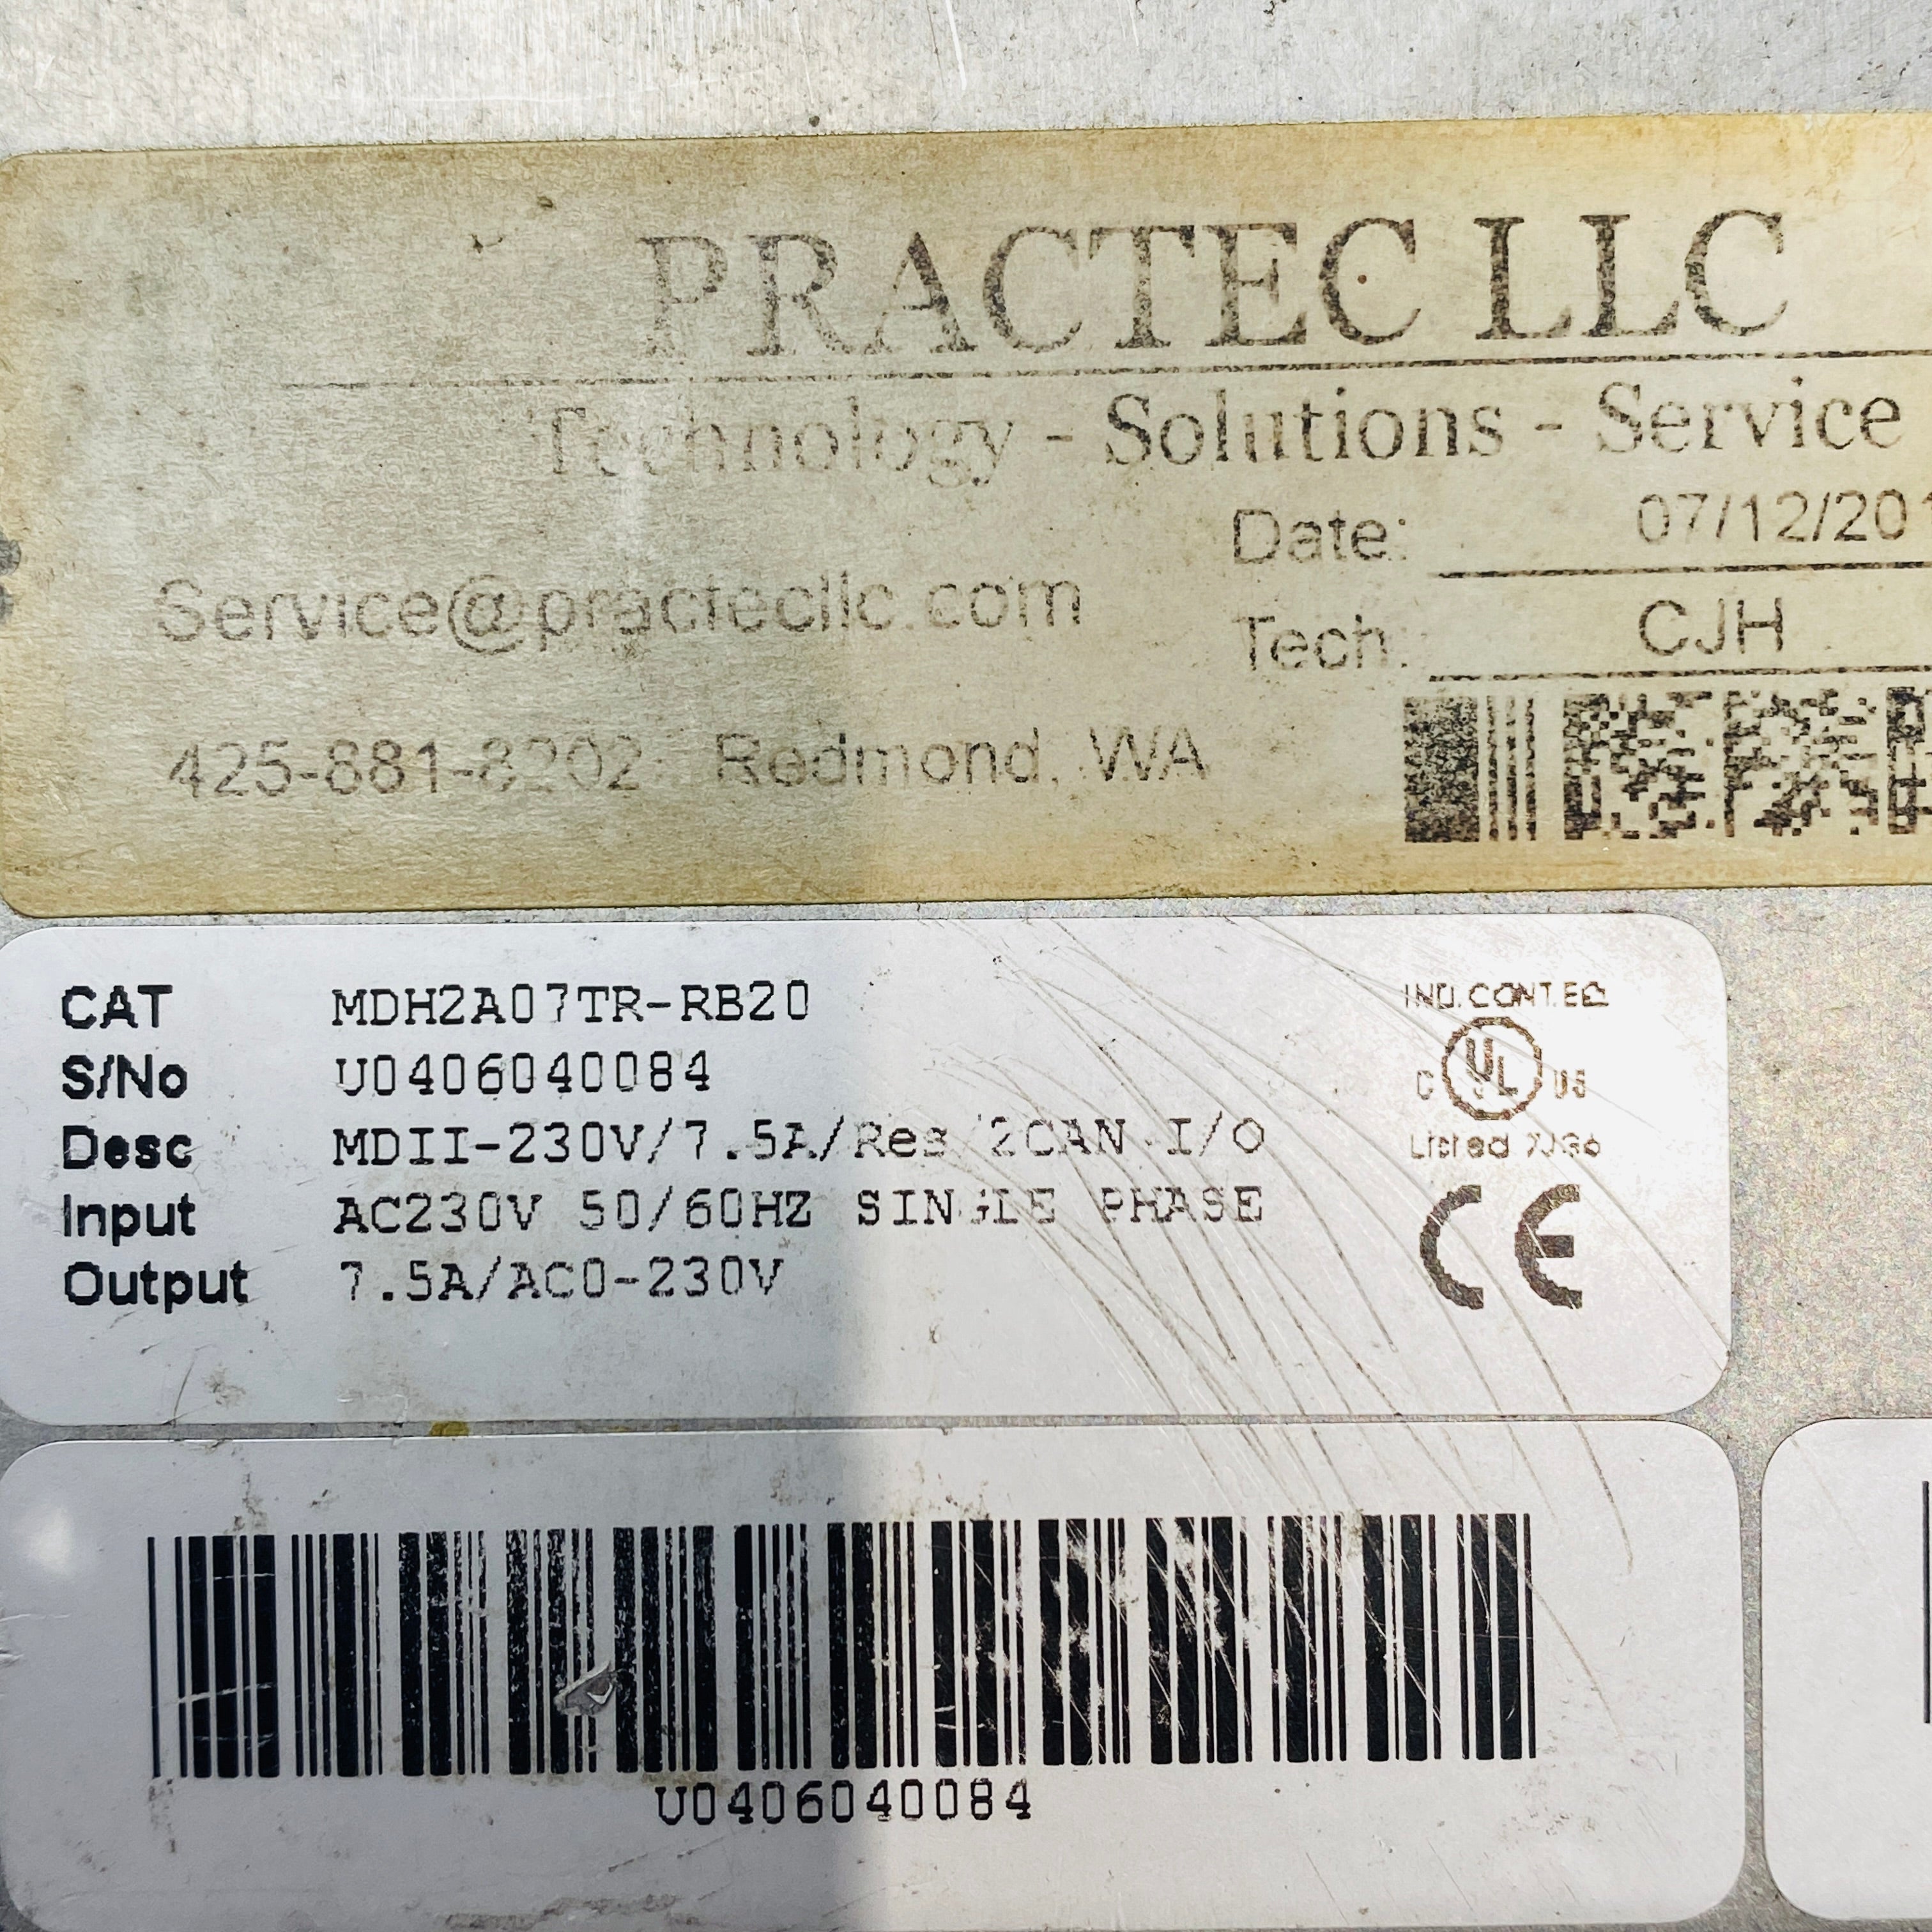 PRACTEC LLC
Technology - Solutions - Service
Date: 07/12/201
Service@practecllc.com
Tech: CJH
425-881-8202 Redmond, WA
CAT MDH2A07TR-RB20
S/No U0406040084
Desc MDII-230V/7.5A/Res/2CAN I/O
Input AC230V 50/60HZ SINGLE PHASE
Output 7.5A/AC0-230V
IND.CONT.EQ
C UL US
Listed 7JG6
CE
U0406040084